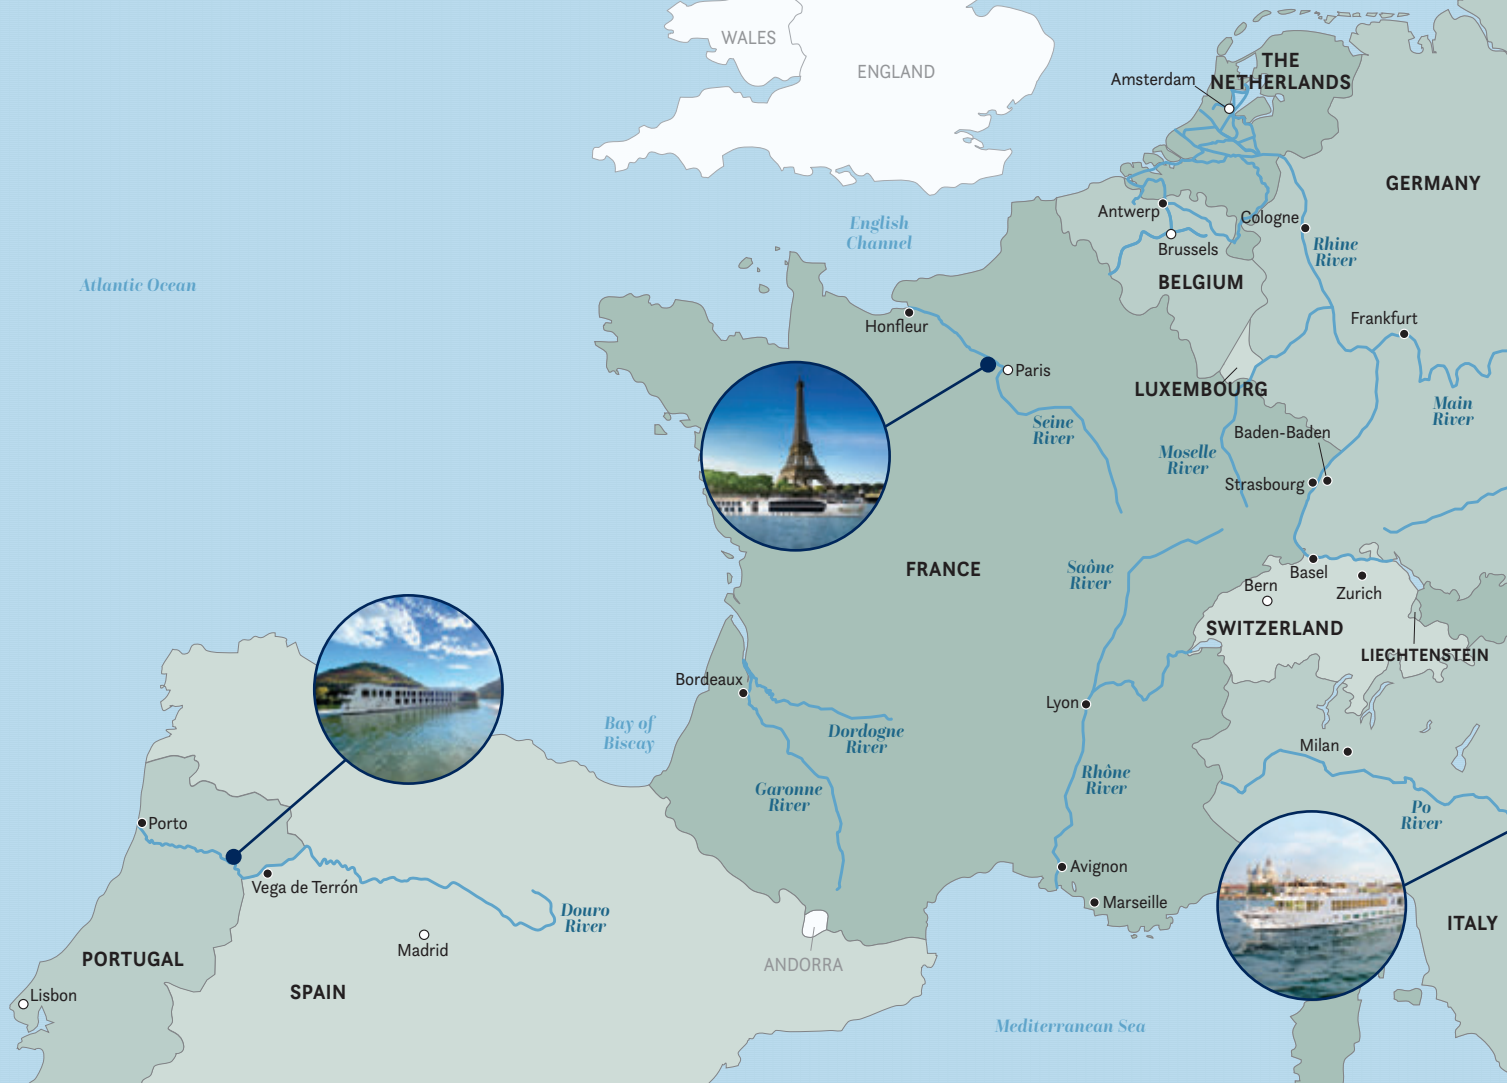 WALES
ENGLAND
THE
NETHERLANDS
Amsterdam
GERMANY
Antwerp
Cologne
English
Channel
Rhine
River
Brussels
BELGIUM
Atlantic Ocean
Honfleur
Frankfurt
Paris
LUXEMBOURG
Main
River
Seine
River
Baden-Baden
Moselle
River
Strasbourg
FRANCE
Saône
River
Basel
Bern
Zurich
SWITZERLAND
LIECHTENSTEIN
Bordeaux
Lyon
Bay of
Biscay
Dordogne
River
Milan
Garonne
River
Rhône
River
Po
River
Porto
Avignon
Vega de Terrón
Marseille
Douro
River
ITALY
Madrid
PORTUGAL
ANDORRA
SPAIN
Lisbon
Mediterranean Sea